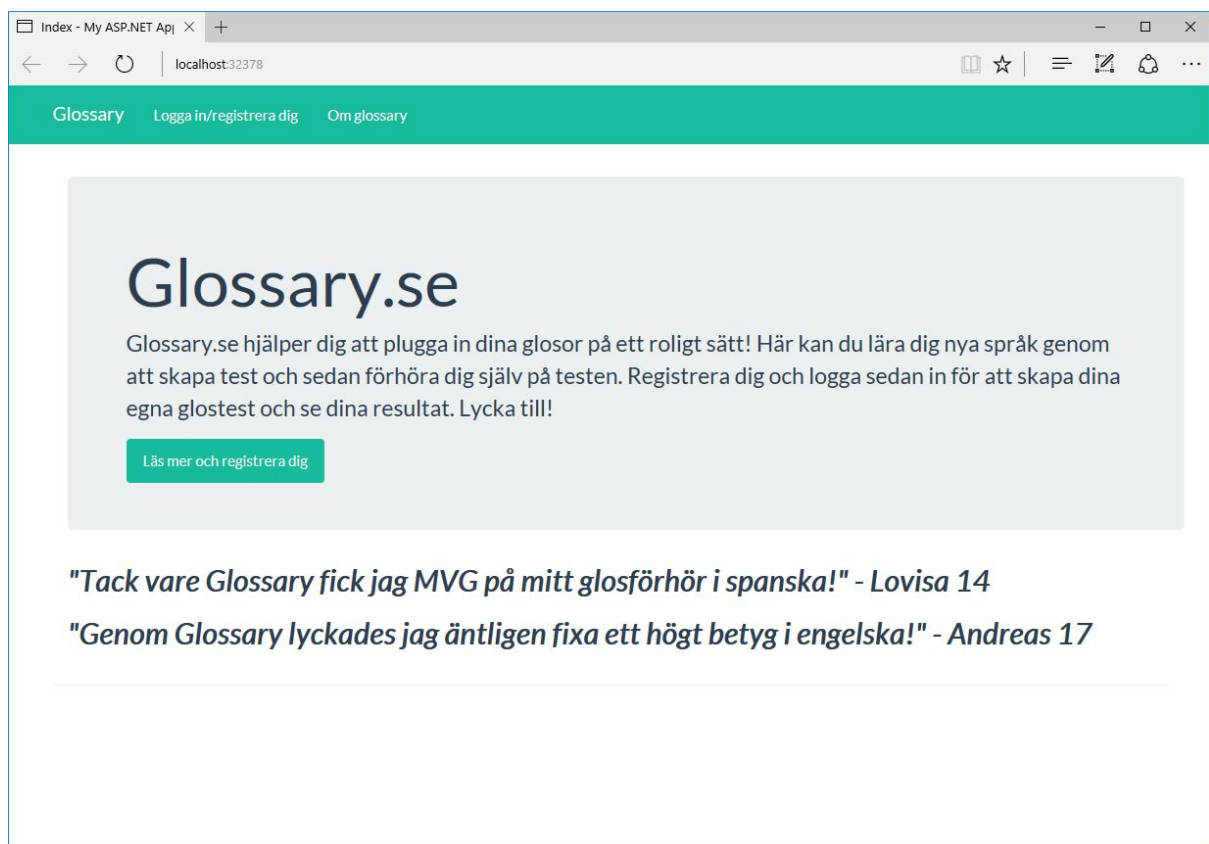 Index - My ASP.NET Ap
localhost:32378
Glossary Logga in/registrera dig Om glossary
Glossary.se
Glossary.se hjälper dig att plugga in dina glosor på ett roligt sätt! Här kan du lära dig nya språk genom
att skapa test och sedan förhöra dig själv på testen. Registrera dig och logga sedan in för att skapa dina
egna glostest och se dina resultat. Lycka till!
Läs mer och registrera dig
"Tack vare Glossary fick jag MVG på mitt glosförhör i spanska!" - Lovisa 14
"Genom Glossary lyckades jag äntligen fixa ett högt betyg i engelska!" - Andreas 17